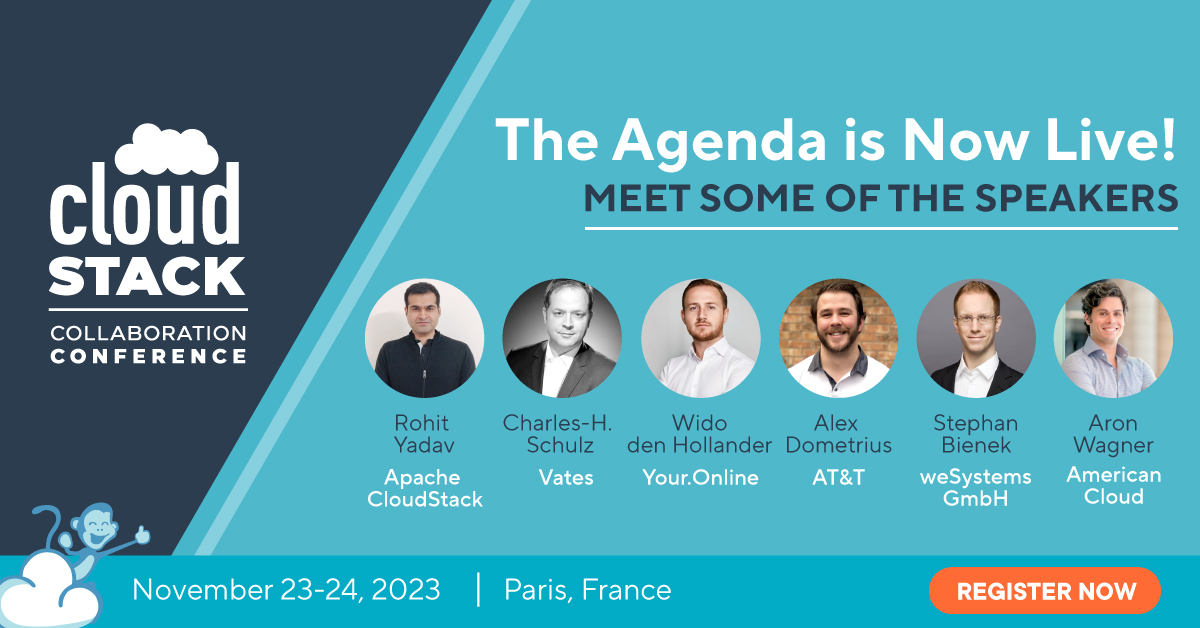 cloud
STACK
COLLABORATION
CONFERENCE
The Agenda is Now Live!
MEET SOME OF THE SPEAKERS
Rohit
Yadav
Apache
CloudStack
Charles-H.
Schulz
Vates
Wido
den Hollander
Your.Online
Alex
Dometrius
AT&T
Stephan
Bienek
weSystems
GmbH
Aron
Wagner
American
Cloud
November 23-24, 2023 | Paris, France
REGISTER NOW